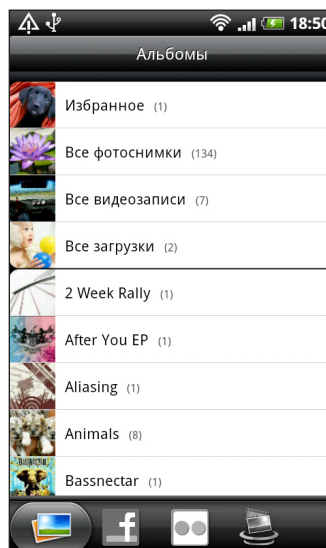 18:50
Альбомы
Избранное (1)
Все фотоснимки (134)
Все видеозаписи (7)
Все загрузки (2)
2 Week Rally (1)
After You EP (1)
Aliasing (1)
Animals (8)
Bassnectar (1)